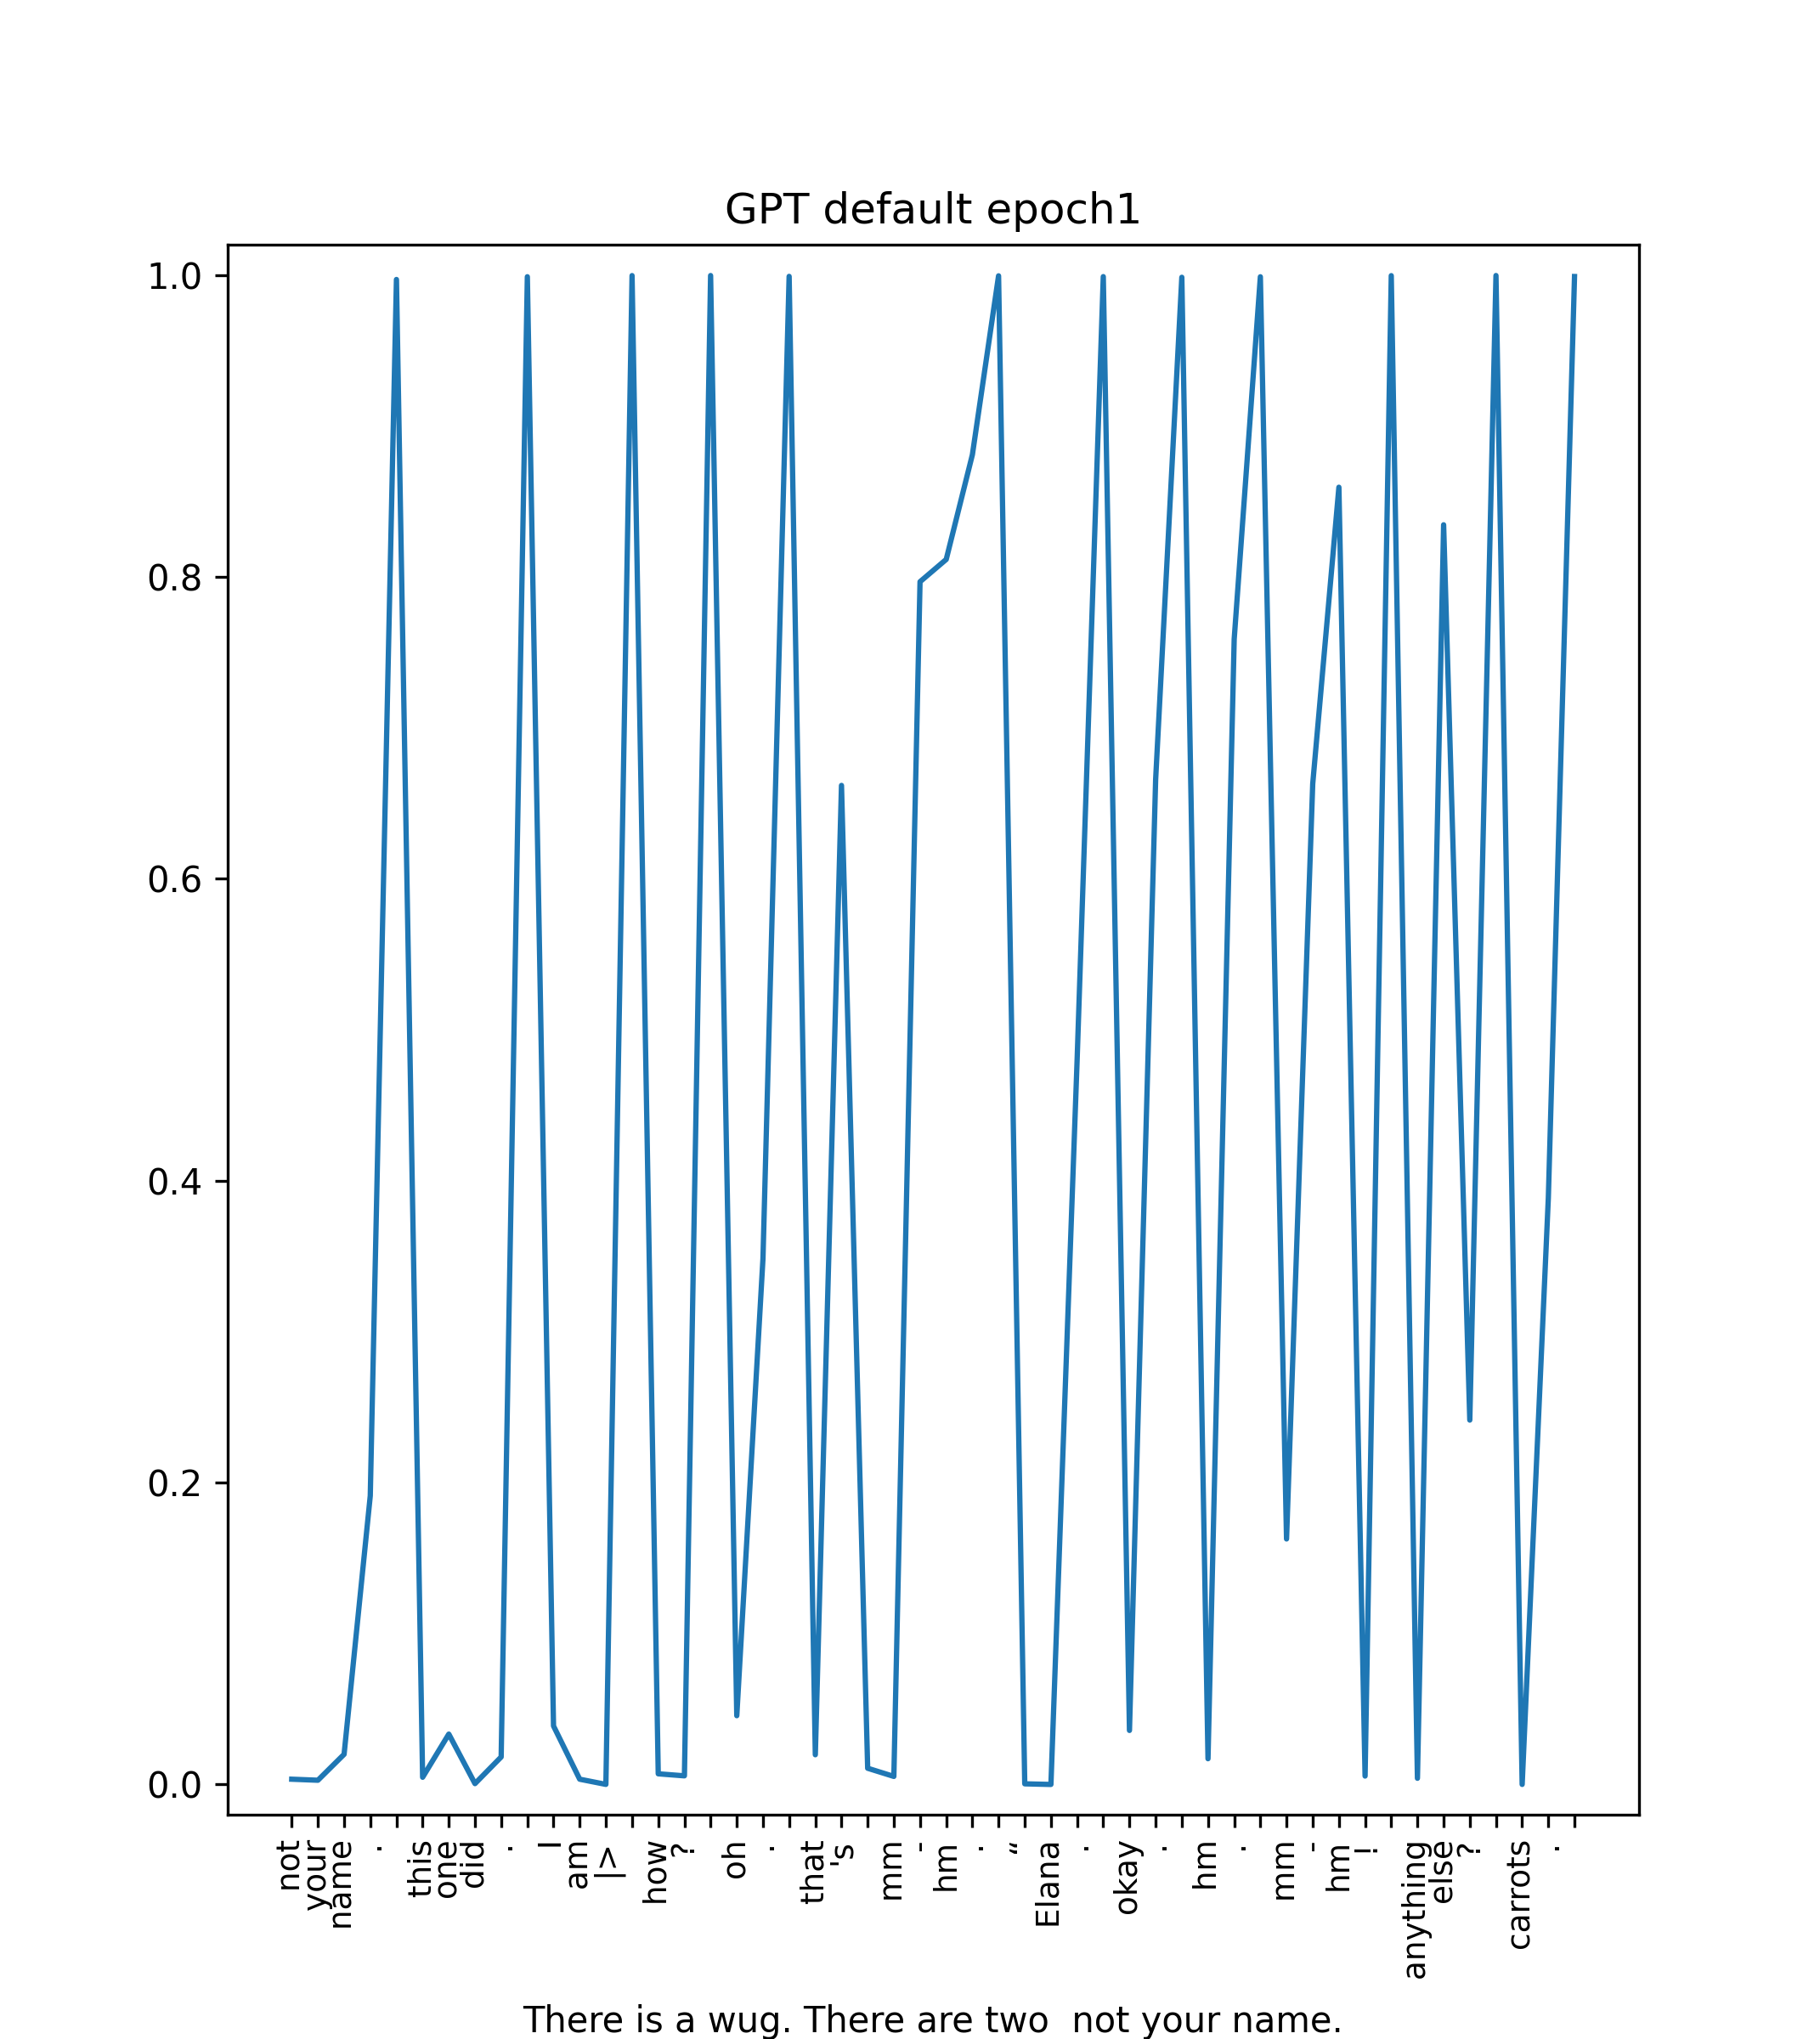 GPT default epoch1
1.0
0.8
0.6
0.4
0.2
0.0
not
your
name
.
this
one
did
.
I
am
|>
how
?
oh
.
that
's
mm
-
hm
.
“
Elana
.
okay
.
hm
.
mm
-
hm
!
anything
else
?
carrots
.
There is a wug. There are two  not your name.